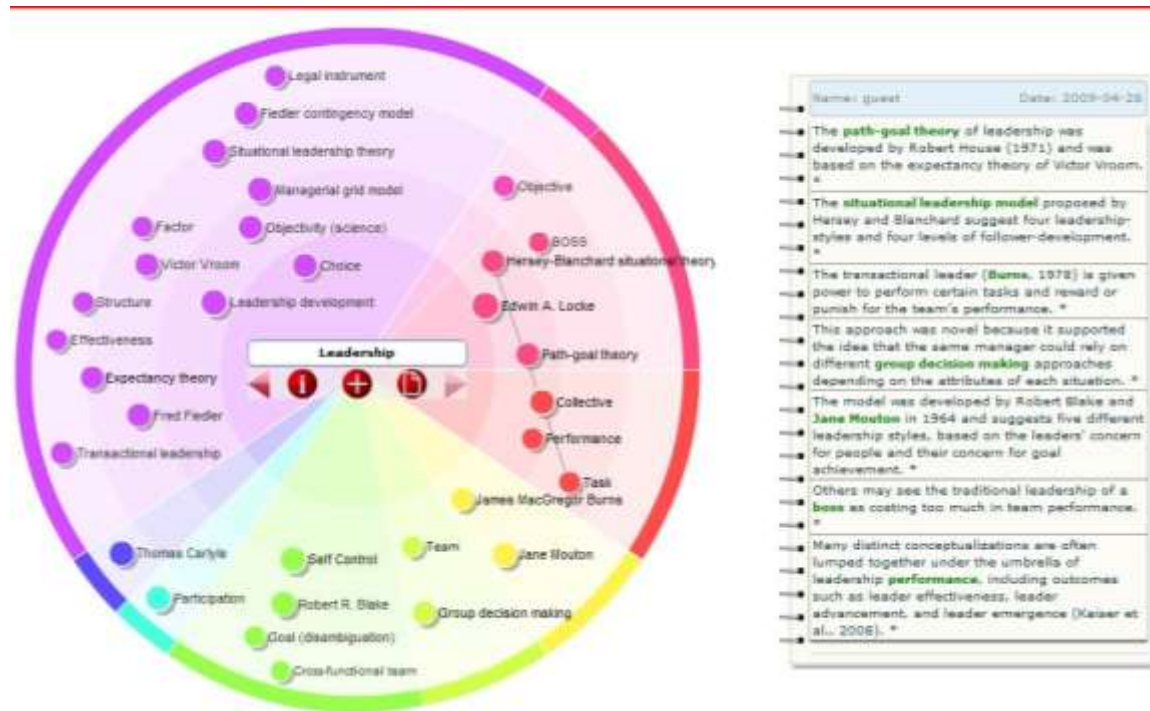 Legal instrument
Fiedler contingency model
Situational leadership theory
Managerial grid model
Objective
Factor
Objectivity (science)
BOSS
Hersey-Blanchard situational theory
Victor Vroom
Choice
Structure
Leadership development
Edwin A. Locke
Effectiveness
Leadership
Path-goal theory
Expectancy theory
Collective
Fred Fiedler
Performance
Transactional leadership
Task
James MacGregor Burns
Thomas Carlyle
Self Control
Team
Jane Mouton
Participation
Robert R. Blake
Group decision making
Goal (disambiguation)
Cross-functional team
Name: guest Date: 2009-04-28
The path-goal theory of leadership was
developed by Robert House (1971) and was
based on the expectancy theory of Victor Vroom.
*
The situational leadership model proposed by
Hersey and Blanchard suggest four leadership-
styles and four levels of follower-development.
*
The transactional leader (Burns, 1978) is given
power to perform certain tasks and reward or
punish for the team's performance. *
This approach was novel because it supported
the idea that the same manager could rely on
different group decision making approaches
depending on the attributes of each situation. *
The model was developed by Robert Blake and
Jane Mouton in 1964 and suggests five different
leadership styles, based on the leaders' concern
for people and their concern for goal
achievement. *
Others may see the traditional leadership of a
boss as costing too much in team performance.
*
Many distinct conceptualizations are often
lumped together under the umbrella of
leadership performance, including outcomes
such as leader effectiveness, leader
advancement, and leader emergence (Kaiser et
al., 2008). *